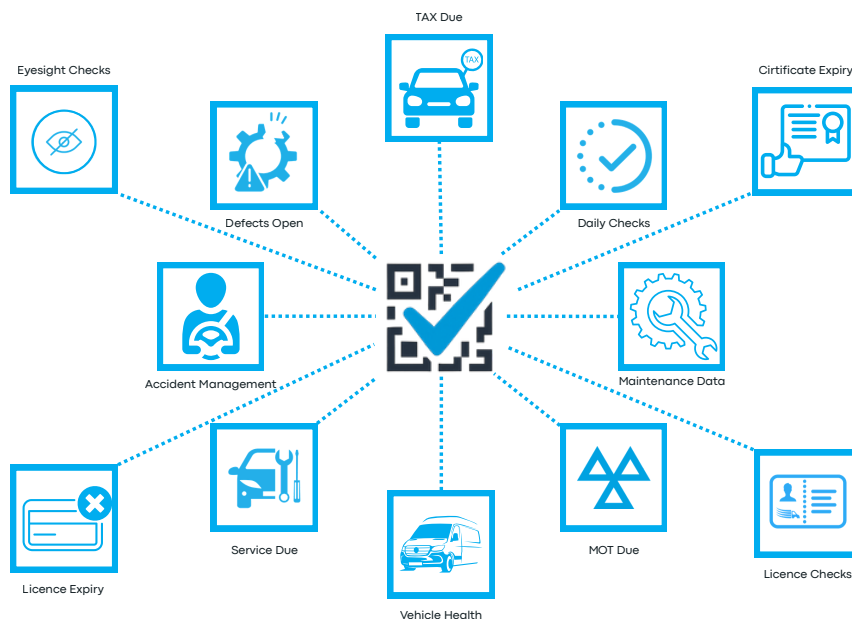 TAX Due
Eyesight Checks
Cirtificate Expiry
TAX
Defects Open
Daily Checks
Accident Management
Maintenance Data
Service Due
MOT Due
Licence Expiry
Licence Checks
Vehicle Health